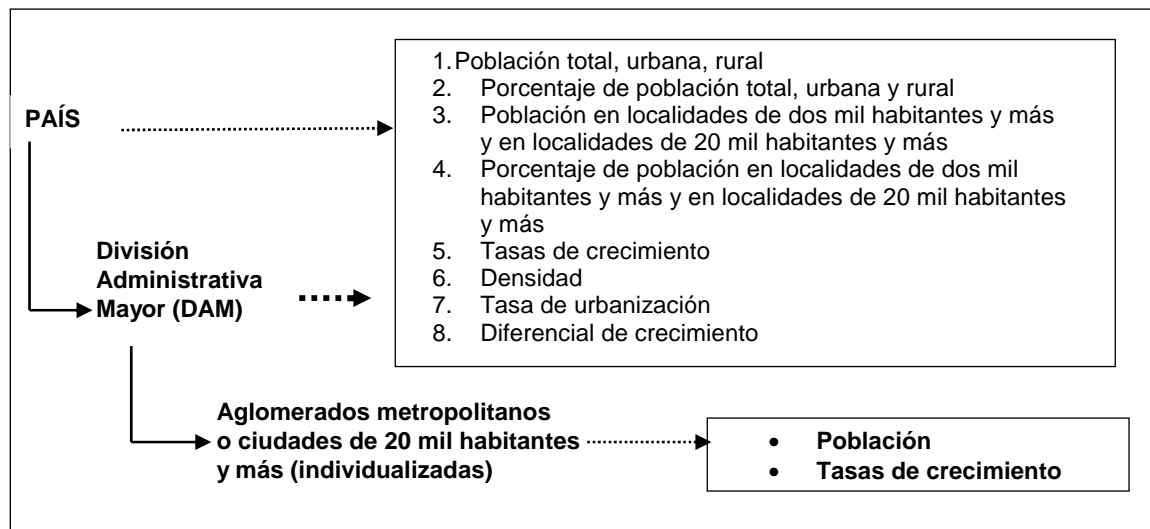 PAÍS
1. Población total, urbana, rural
2. Porcentaje de población total, urbana y rural
3. Población en localidades de dos mil habitantes y más
y en localidades de 20 mil habitantes y más
4. Porcentaje de población en localidades de dos mil
habitantes y más y en localidades de 20 mil habitantes
y más
5. Tasas de crecimiento
6. Densidad
7. Tasa de urbanización
8. Diferencial de crecimiento
División
Administrativa
Mayor (DAM)
Aglomerados metropolitanos
o ciudades de 20 mil habitantes
y más (individualizadas)
• Población
• Tasas de crecimiento